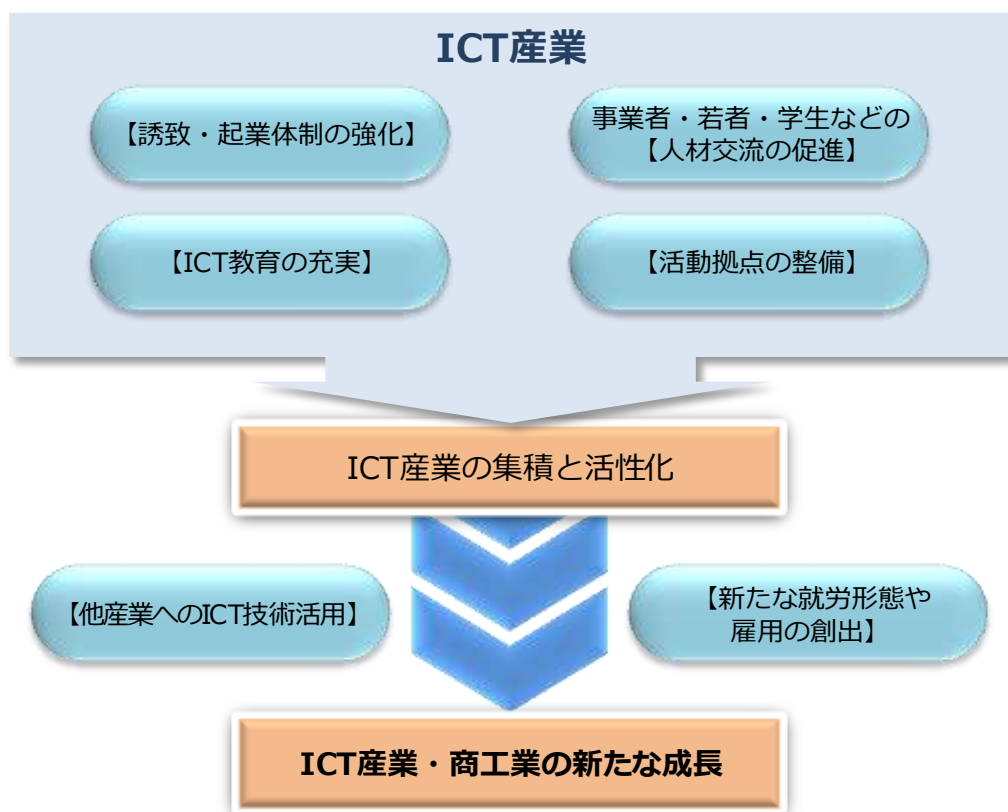 ICT産業
【誘致・起業体制の強化】
事業者・若者・学生などの
【人材交流の促進】
【ICT教育の充実】
【活動拠点の整備】
ICT産業の集積と活性化
【他産業へのICT技術活用】
【新たな就労形態や
雇用の創出】
ICT産業・商工業の新たな成長